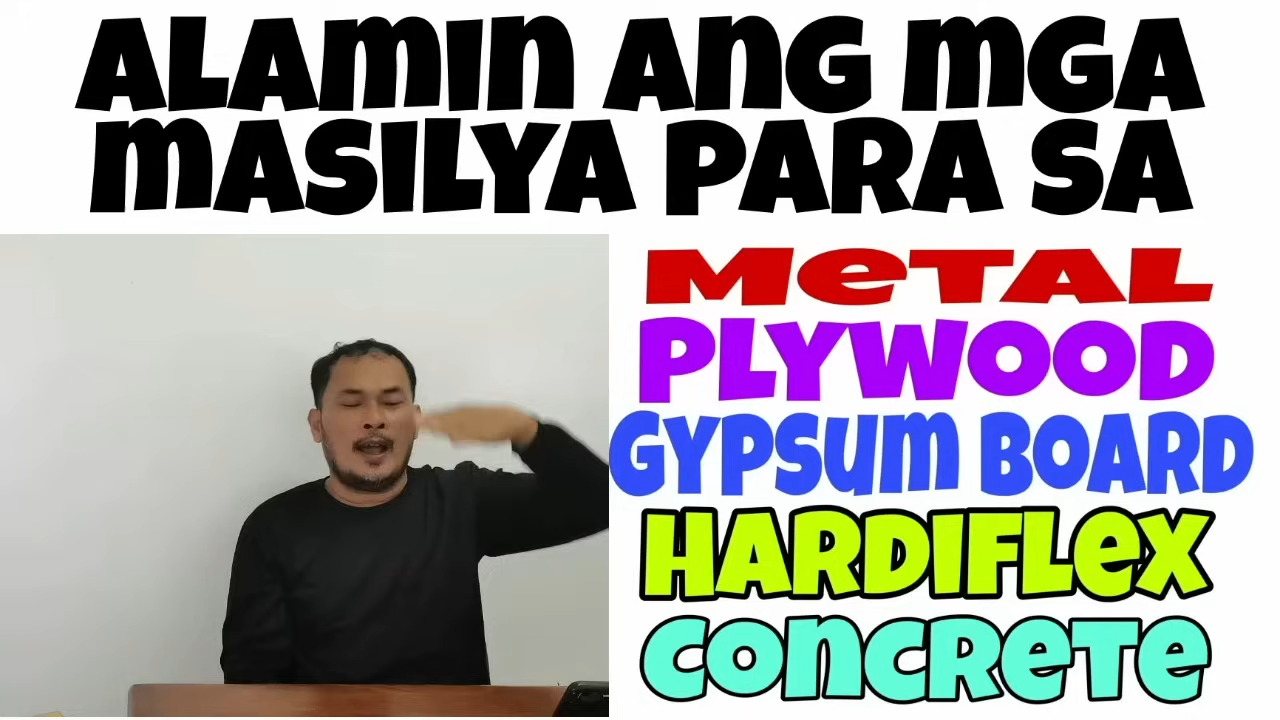 ALAMIN ANG MGA
MASILYA PARA SA
METAL
PLYWOOD
GYPSUM BOARD
HARDIFLEX
CONCRETE